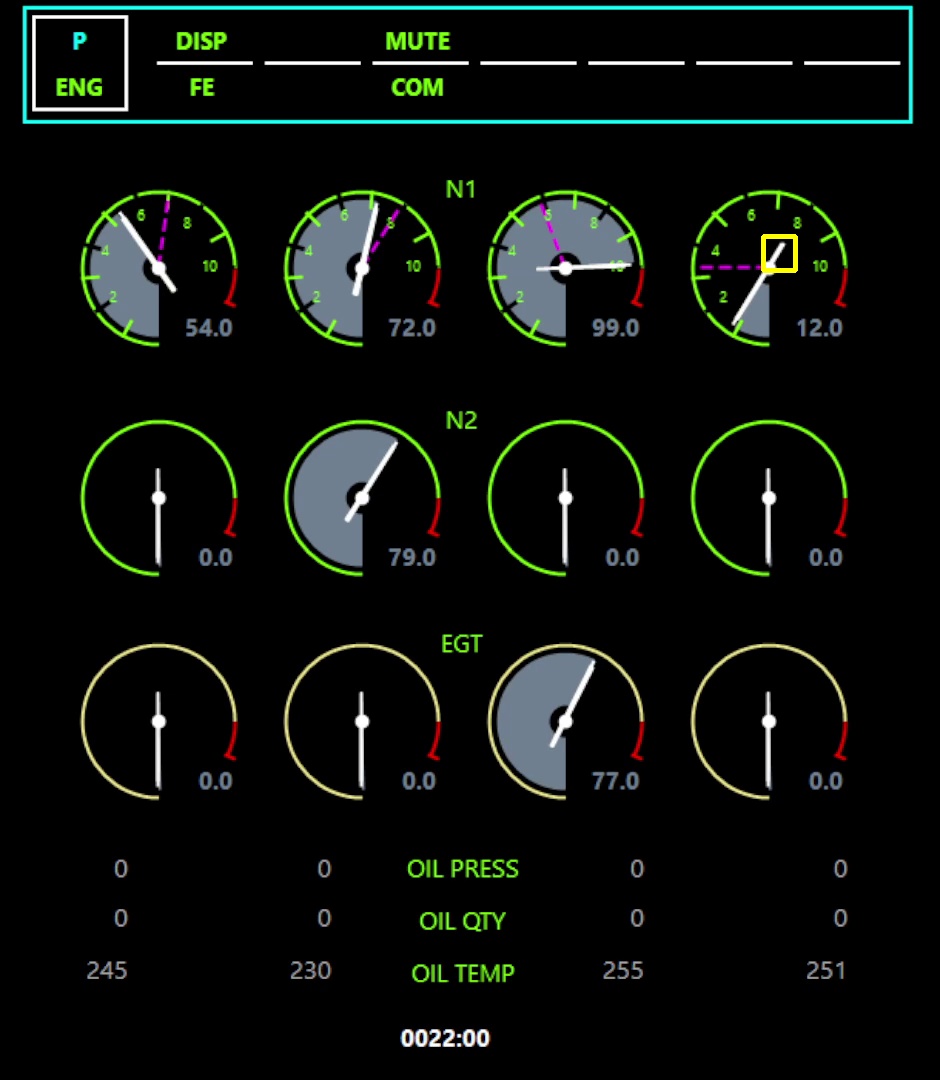 P DISP MUTE
ENG FE COM
N1
2 4 6 8 10 54.0
2 4 6 8 72.0
2 4 6 8 10 99.0
2 4 6 8 10 12.0
N2
0.0 79.0 0.0 0.0
EGT
0.0 0.0 77.0 0.0
0 0 OIL PRESS 0 0
0 0 OIL QTY 0 0
245 230 OIL TEMP 255 251
0022:00